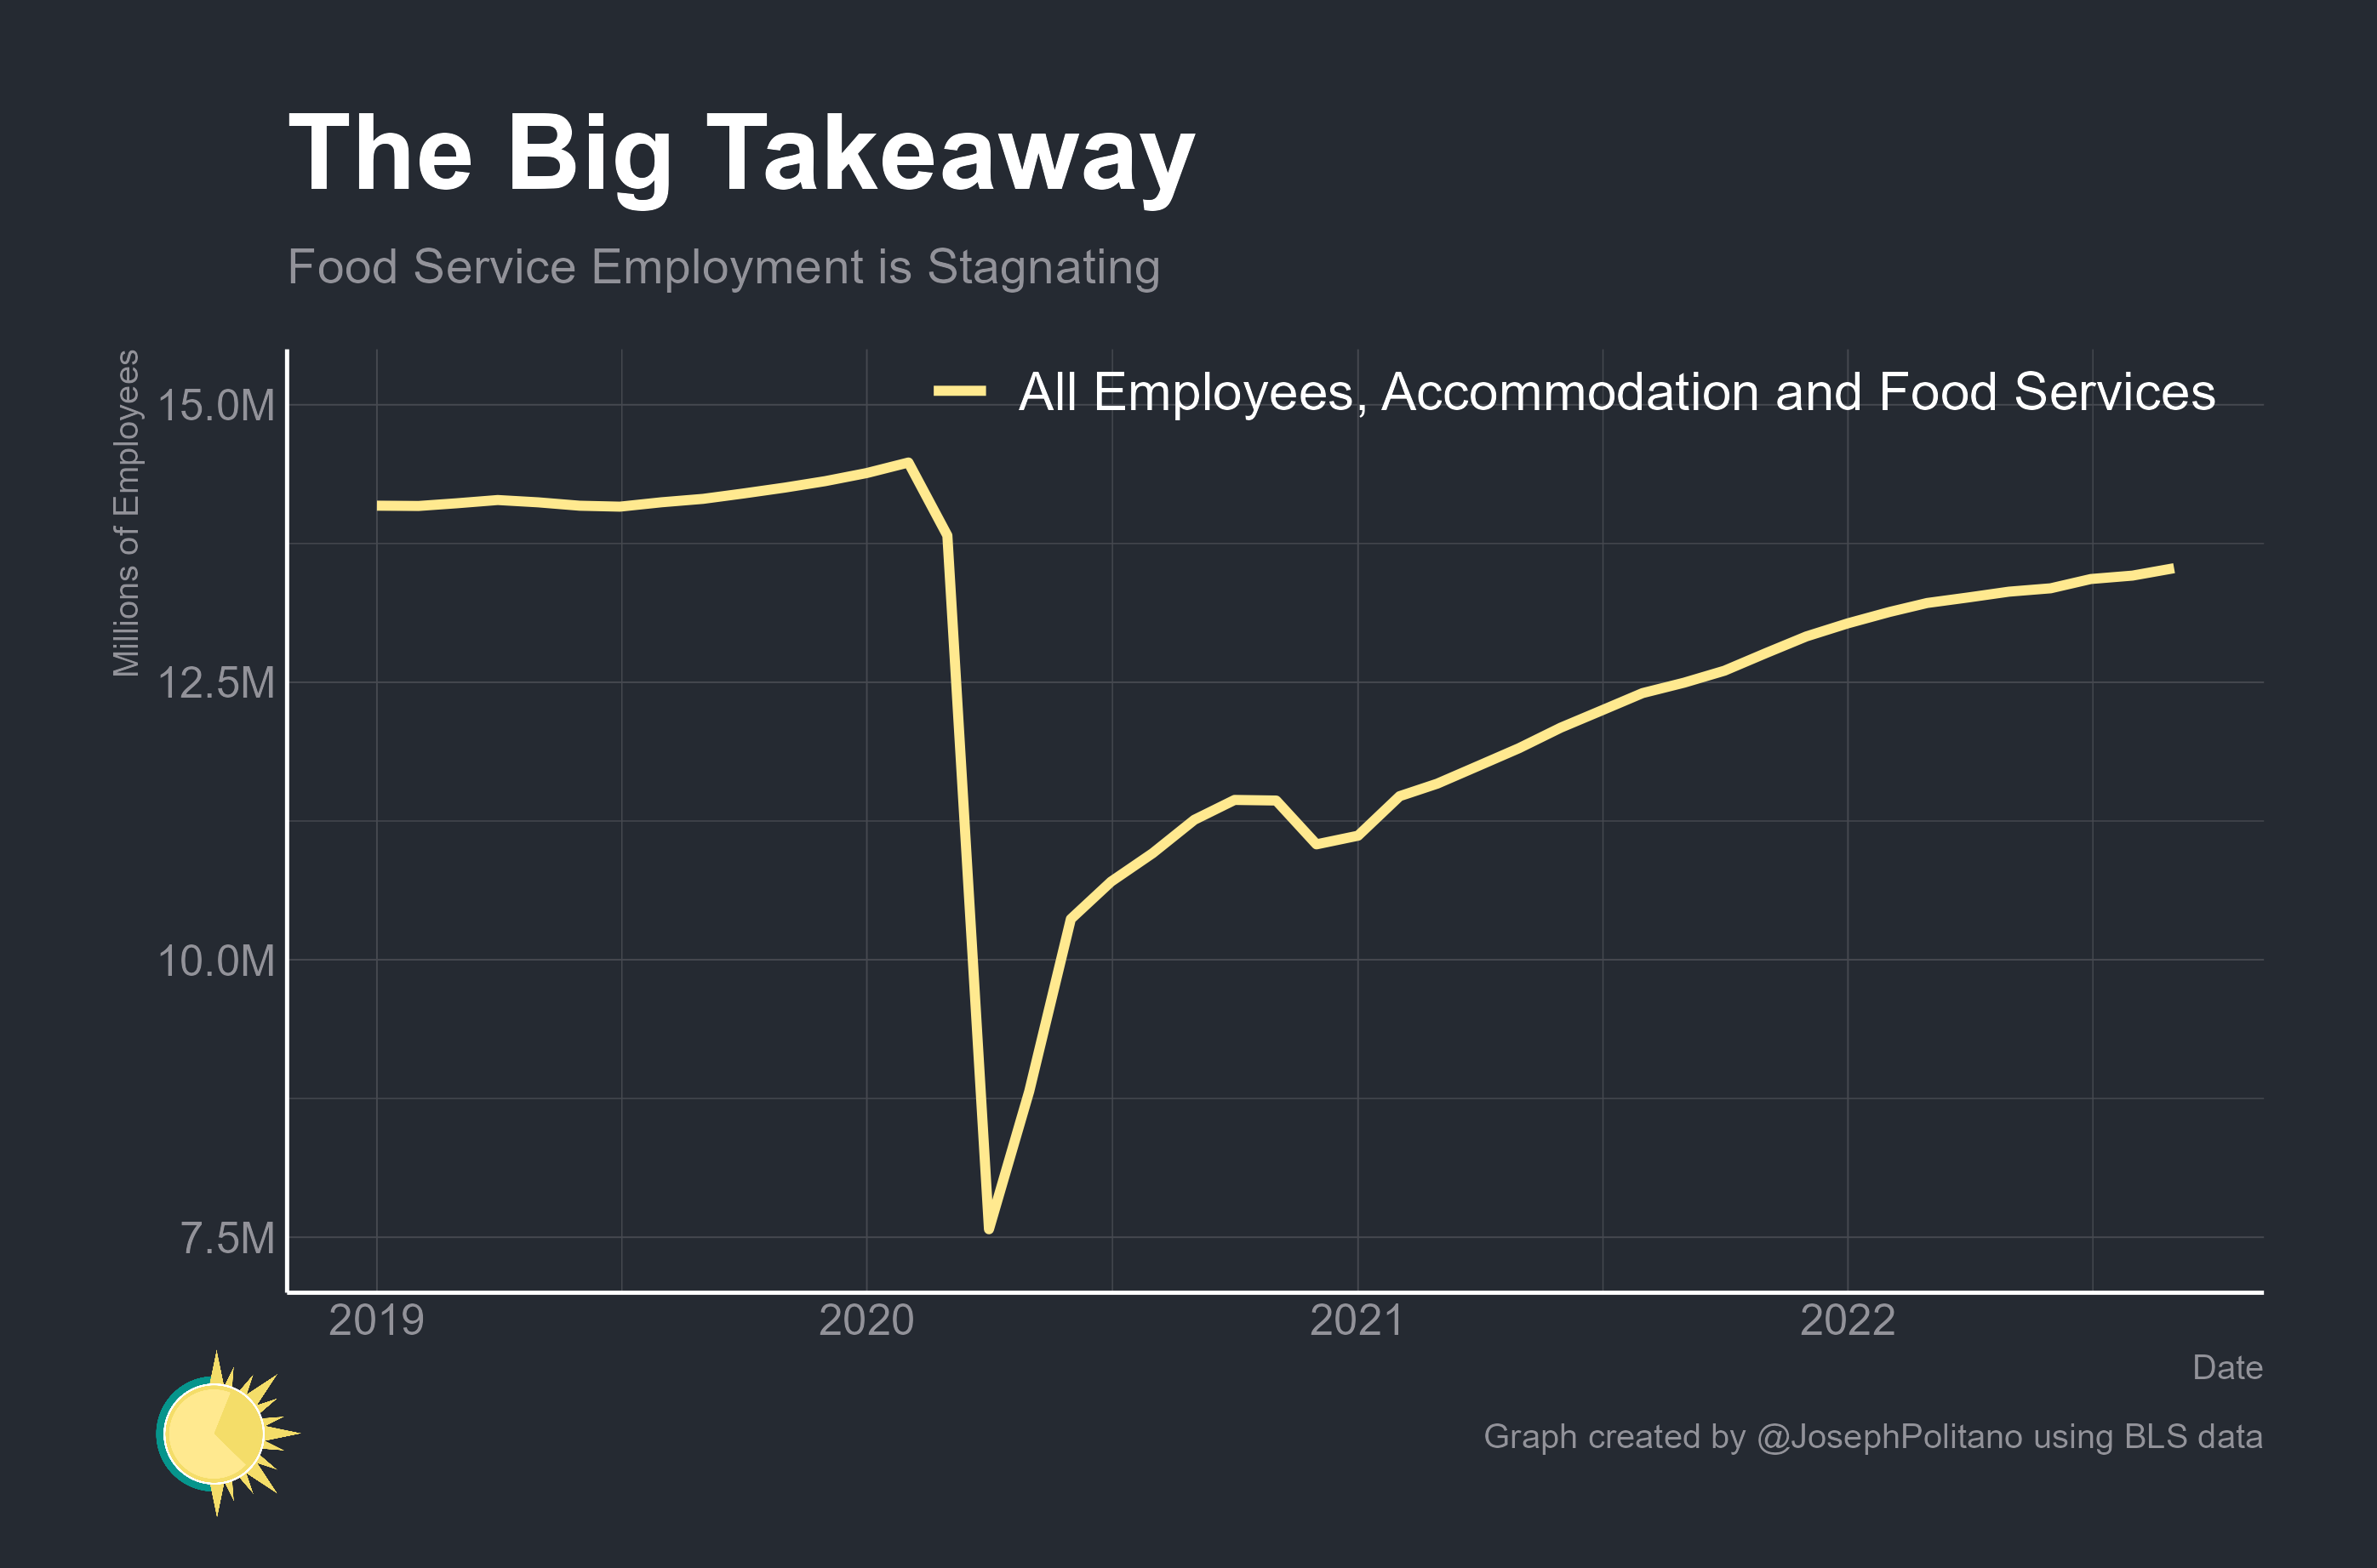 The Big Takeaway
Food Service Employment is Stagnating
Millions of Employees
All Employees, Accommodation and Food Services
15.0M
12.5M
10.0M
7.5M
2019
2020
2021
2022
Date
Graph created by @JosephPolitano using BLS data